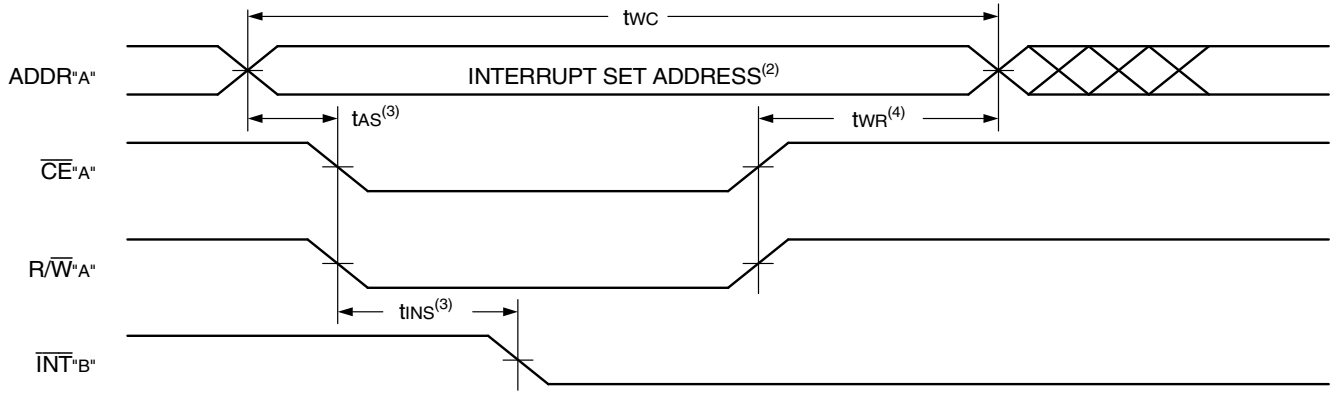 tWC
ADDR"A"
INTERRUPT SET ADDRESS(2)
tAS(3)
tWR(4)
CE"A"
R/W"A"
tINS(3)
INT"B"